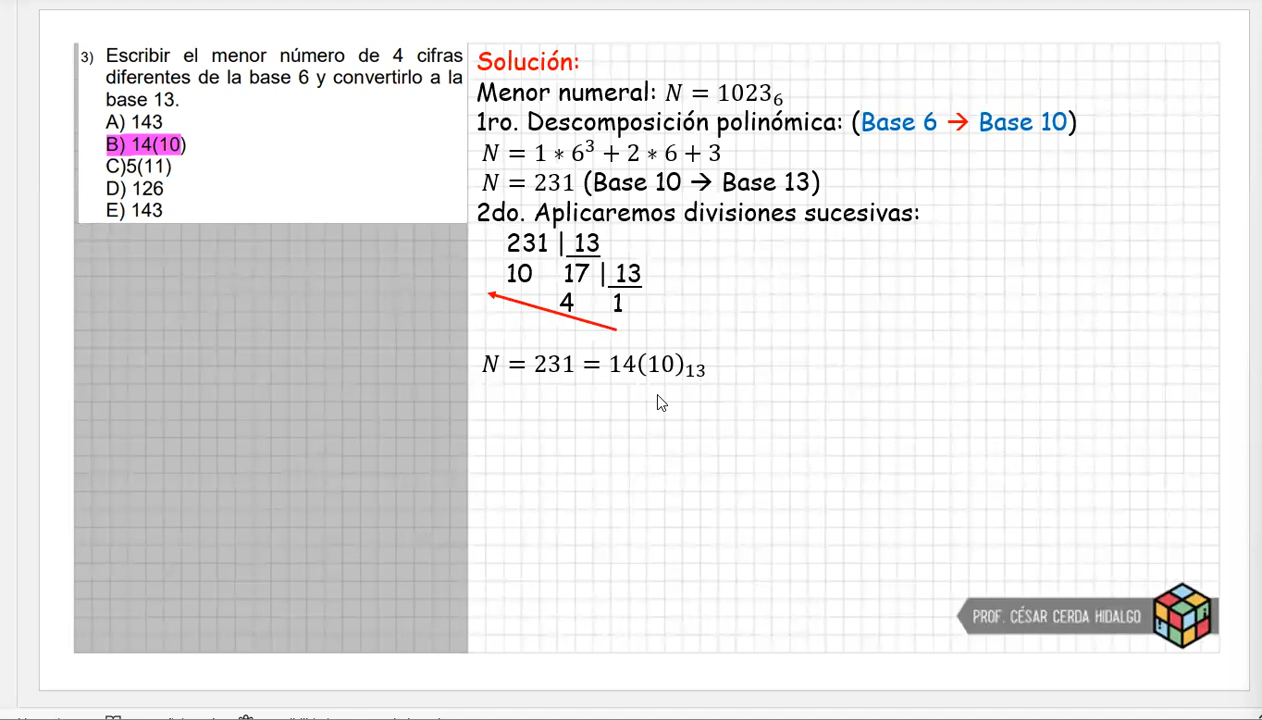 3) Escribir el menor número de 4 cifras
diferentes de la base 6 y convertirlo a la
base 13.
A) 143
B) 14(10)
C)5(11)
D) 126
E) 143
Solución:
Menor numeral: N = 1023₆
1ro. Descomposición polinómica: (Base 6 → Base 10)
N = 1 ∗ 6³ + 2 ∗ 6 + 3
N = 231 (Base 10 → Base 13)
2do. Aplicaremos divisiones sucesivas:
231 | 13
10 17 | 13
4 1
N = 231 = 14(10)₁₃
PROF. CÉSAR CERDA HIDALGO